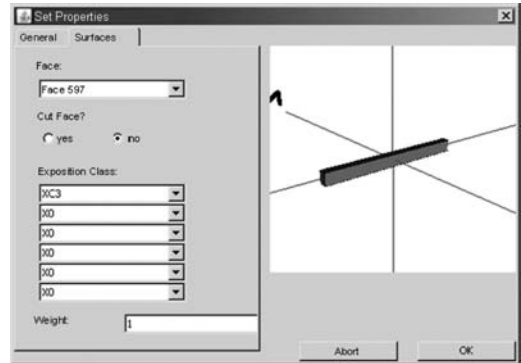 Set Properties
General Surfaces
Face:
Face 597
Cut Face?
yes no
Exposition Class:
XC3
X0
X0
X0
X0
X0
Weight: 1
Abort OK